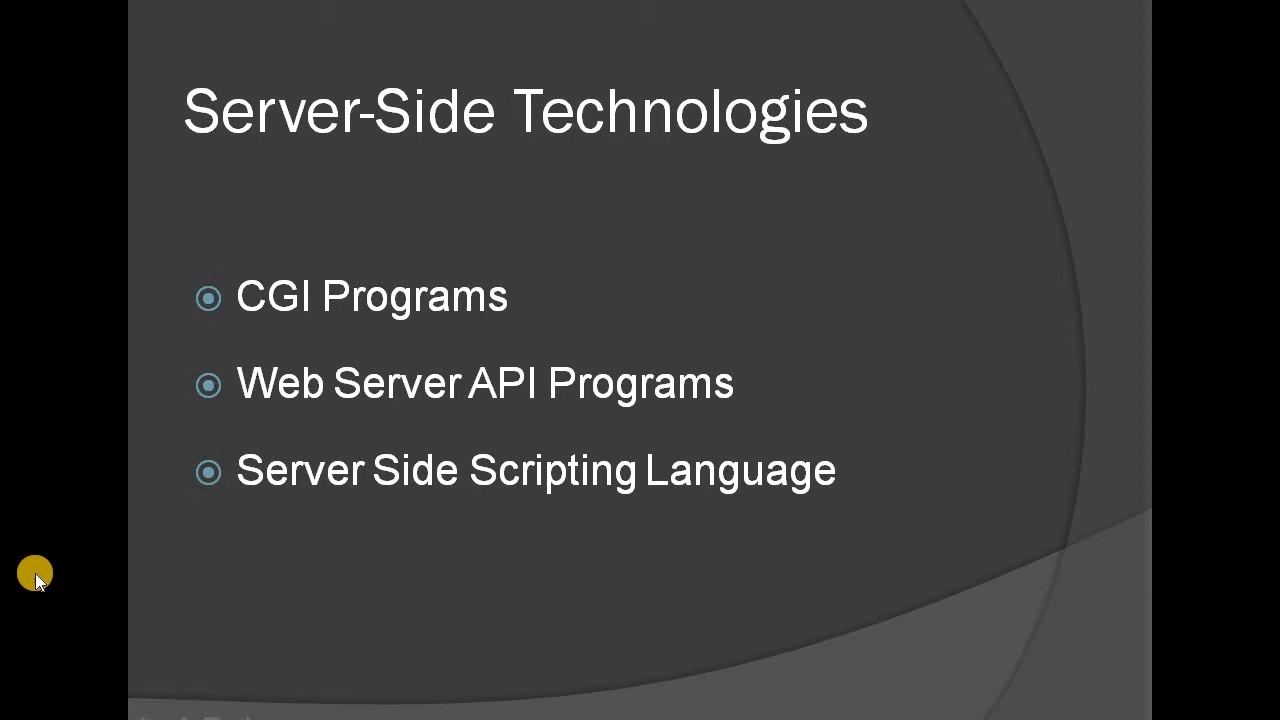 Server-Side Technologies
CGI Programs
Web Server API Programs
Server Side Scripting Language